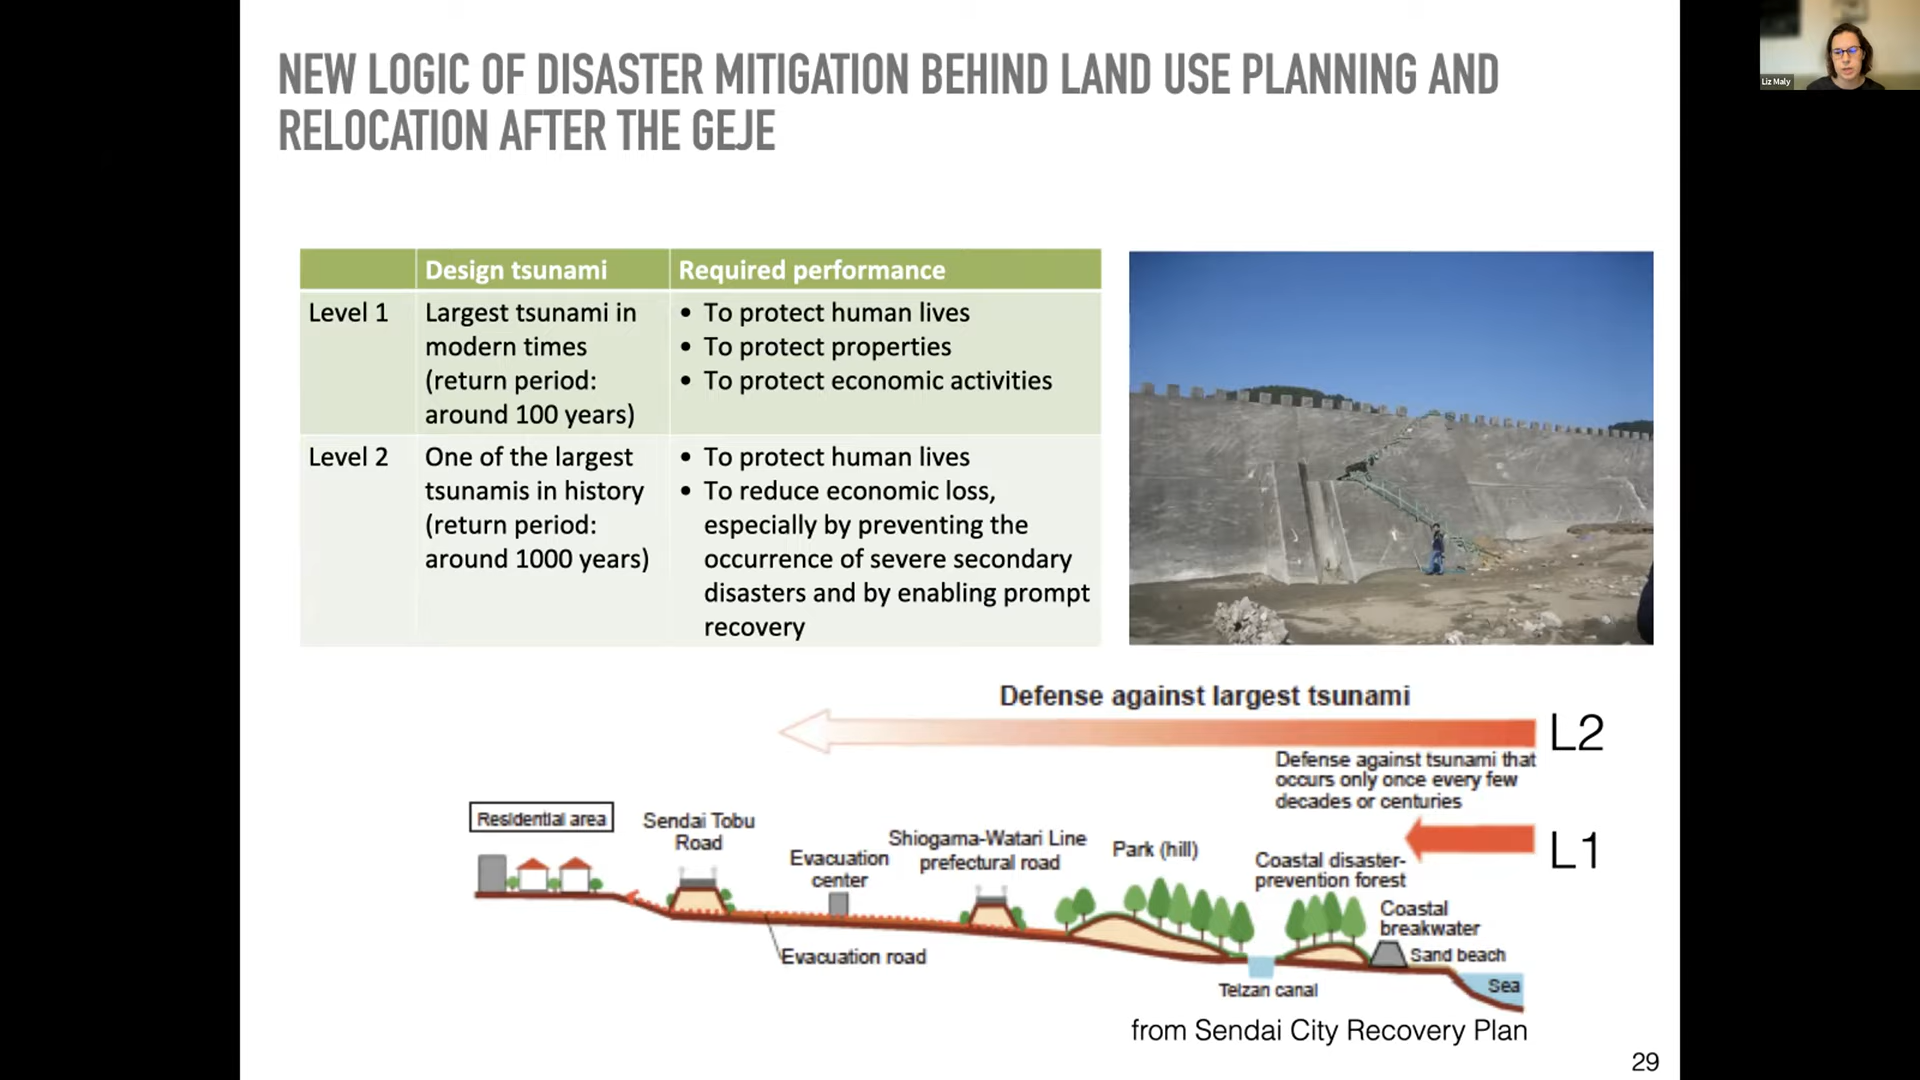 NEW LOGIC OF DISASTER MITIGATION BEHIND LAND USE PLANNING AND
RELOCATION AFTER THE GEJE
Liz Maly
Design tsunami
Required performance
Level 1
Largest tsunami in
modern times
(return period:
around 100 years)
• To protect human lives
• To protect properties
• To protect economic activities
Level 2
One of the largest
tsunamis in history
(return period:
around 1000 years)
• To protect human lives
• To reduce economic loss,
especially by preventing the
occurrence of severe secondary
disasters and by enabling prompt
recovery
Defense against largest tsunami
L2
Defense against tsunami that
occurs only once every few
decades or centuries
L1
Residential area
Sendai Tobu
Road
Evacuation
center
Shiogama-Watari Line
prefectural road
Park (hill)
Coastal disaster-
prevention forest
Coastal
breakwater
Sand beach
Sea
Evacuation road
Teizan canal
from Sendai City Recovery Plan
29